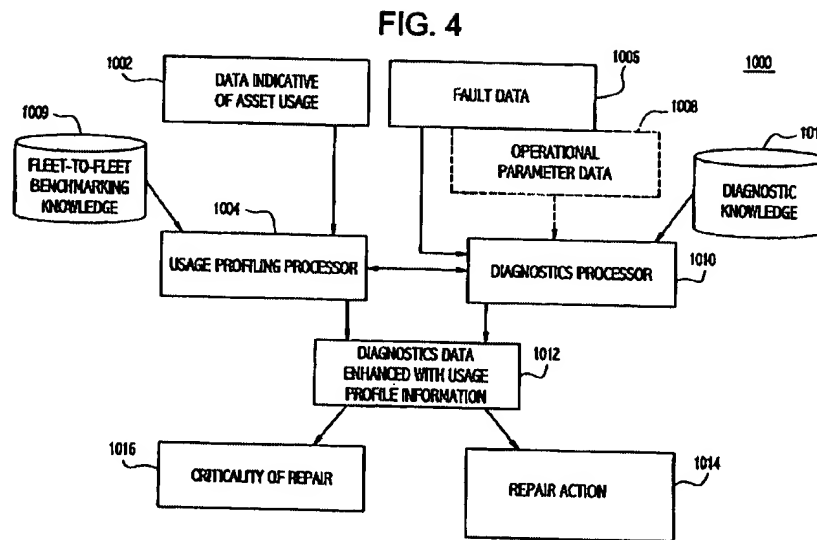 FIG. 4
1002
DATA INDICATIVE
OF ASSET USAGE
1006
FAULT DATA
1000
1008
OPERATIONAL
PARAMETER DATA
1009
FLEET-TO-FLEET
BENCHMARKING
KNOWLEDGE
101
DIAGNOSTIC
KNOWLEDGE
1004
USAGE PROFILING PROCESSOR
DIAGNOSTICS PROCESSOR
1010
DIAGNOSTICS DATA
ENHANCED WITH USAGE
PROFILE INFORMATION
1012
1016
CRITICALITY OF REPAIR
REPAIR ACTION
1014